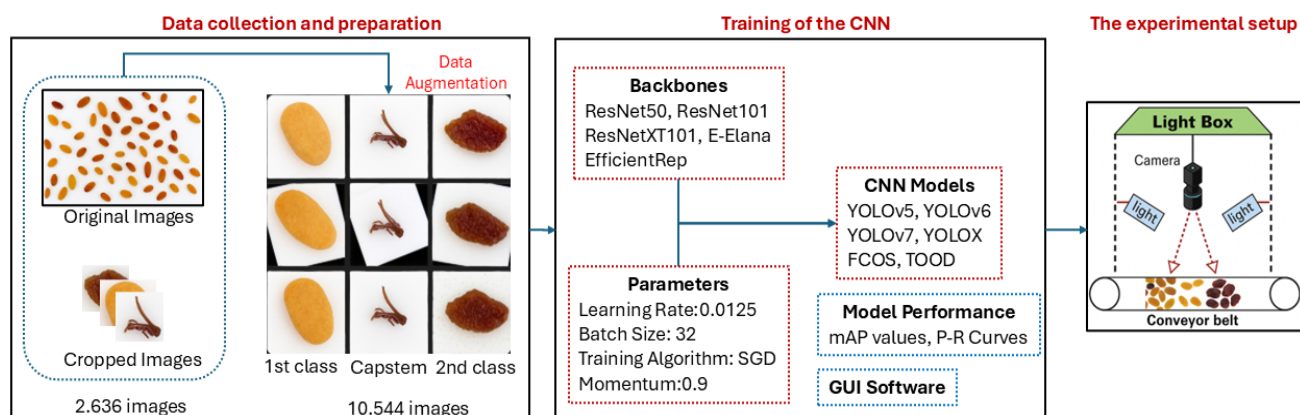 Data collection and preparation
Data
Augmentation
Original Images
Cropped Images
2.636 images
1st class
Capstem
2nd class
10.544 images
Training of the CNN
Backbones
ResNet50, ResNet101
ResNetXT101, E-Elana
EfficientRep
Parameters
Learning Rate:0.0125
Batch Size: 32
Training Algorithm: SGD
Momentum:0.9
CNN Models
YOLOv5, YOLOv6
YOLOv7, YOLOX
FCOS, TOOD
Model Performance
mAP values, P-R Curves
GUI Software
The experimental setup
Light Box
Camera
light
light
Conveyor belt